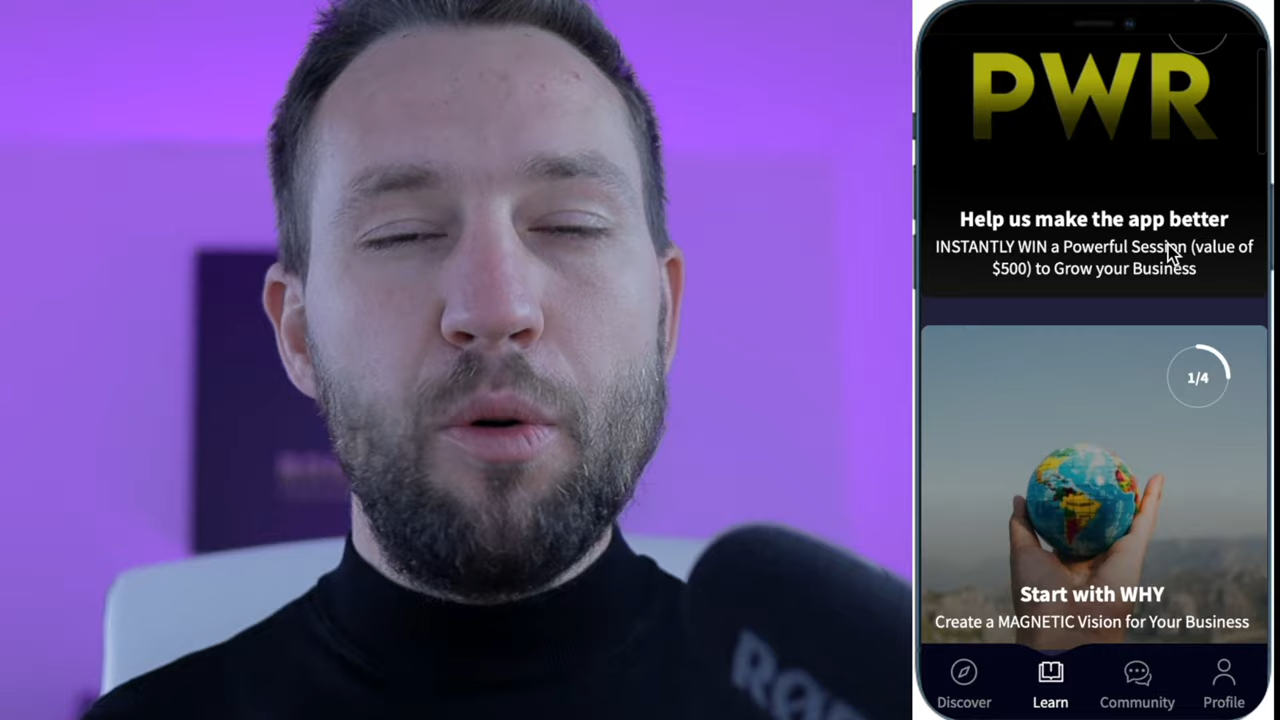 PWR
Help us make the app better
INSTANTLY WIN a Powerful Session (value of
$500) to Grow your Business
1/4
Start with WHY
Create a MAGNETIC Vision for Your Business
Discover
Learn
Community
Profile